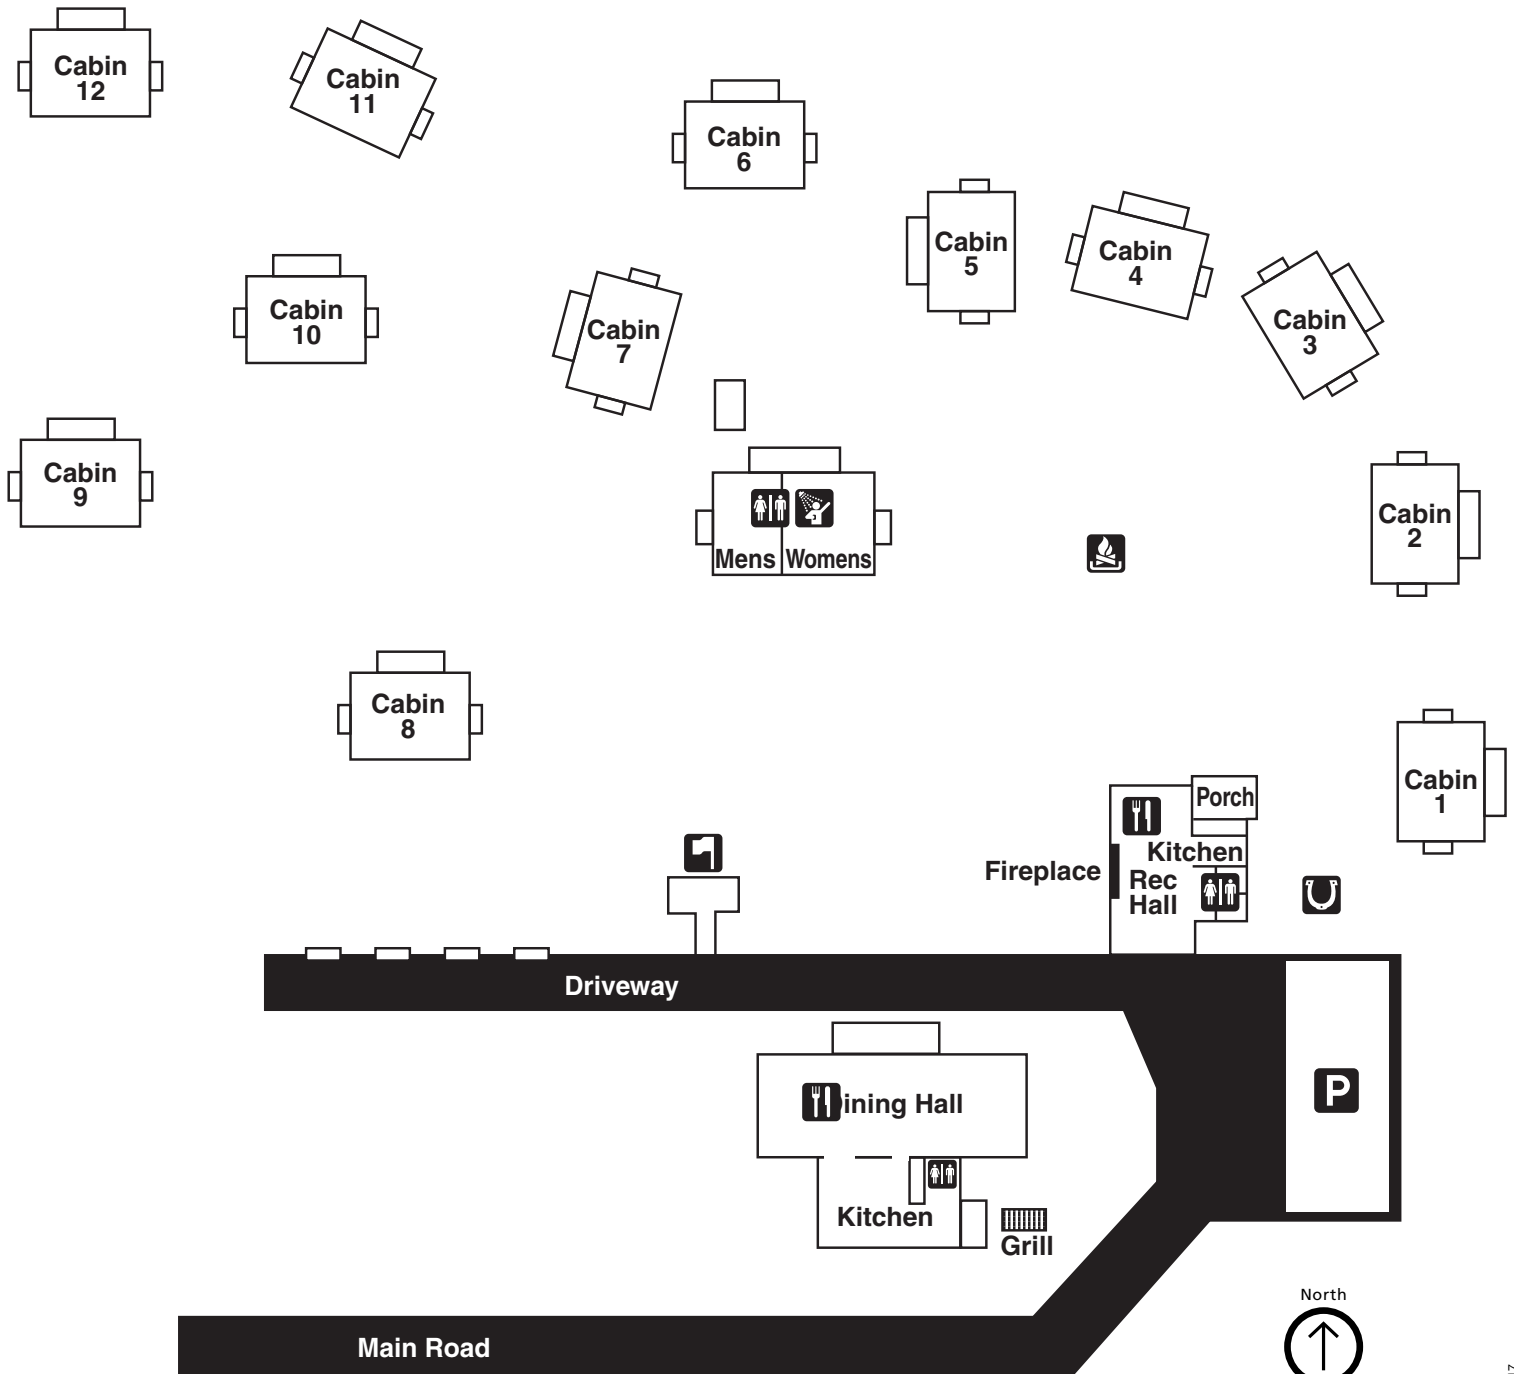 Cabin
12
Cabin
11
Cabin
6
Cabin
5
Cabin
4
Cabin
3
Cabin
10
Cabin
7
Cabin
9
Cabin
2
Mens
Womens
Cabin
8
Cabin
1
Porch
Kitchen
Fireplace
Rec
Hall
Driveway
ining Hall
P
Kitchen
Grill
North
Main Road